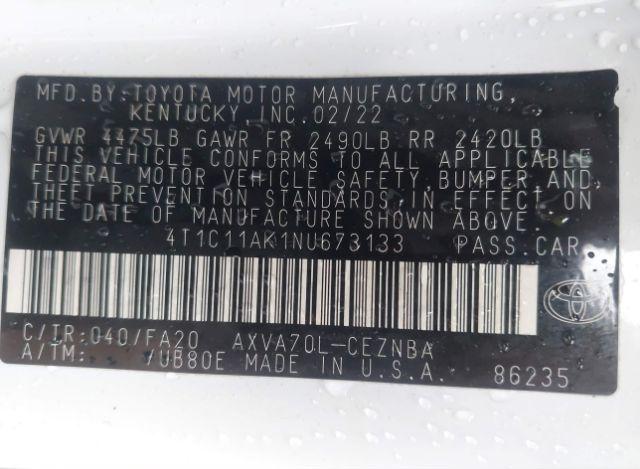 MFD.BY:TOYOTA MOTOR MANUFACTURING,
KENTUCKY,INC.02/22
GVWR 4475LB GAWR FR 2490LB RR 2420LB
THIS VEHICLE CONFORMS TO ALL APPLICABLE
FEDERAL MOTOR VEHICLE SAFETY,BUMPER,AND,
THEFT PREVENTION STANDARDS,IN EFFECT ON
THE DATE OF MANUFACTURE SHOWN ABOVE.
4T1C11AK1NU673133 PASS.CAR
C/TR:040/FA20 AXVA70L-CEZNBA
A/TM: /UB80E MADE IN U.S.A. 86235